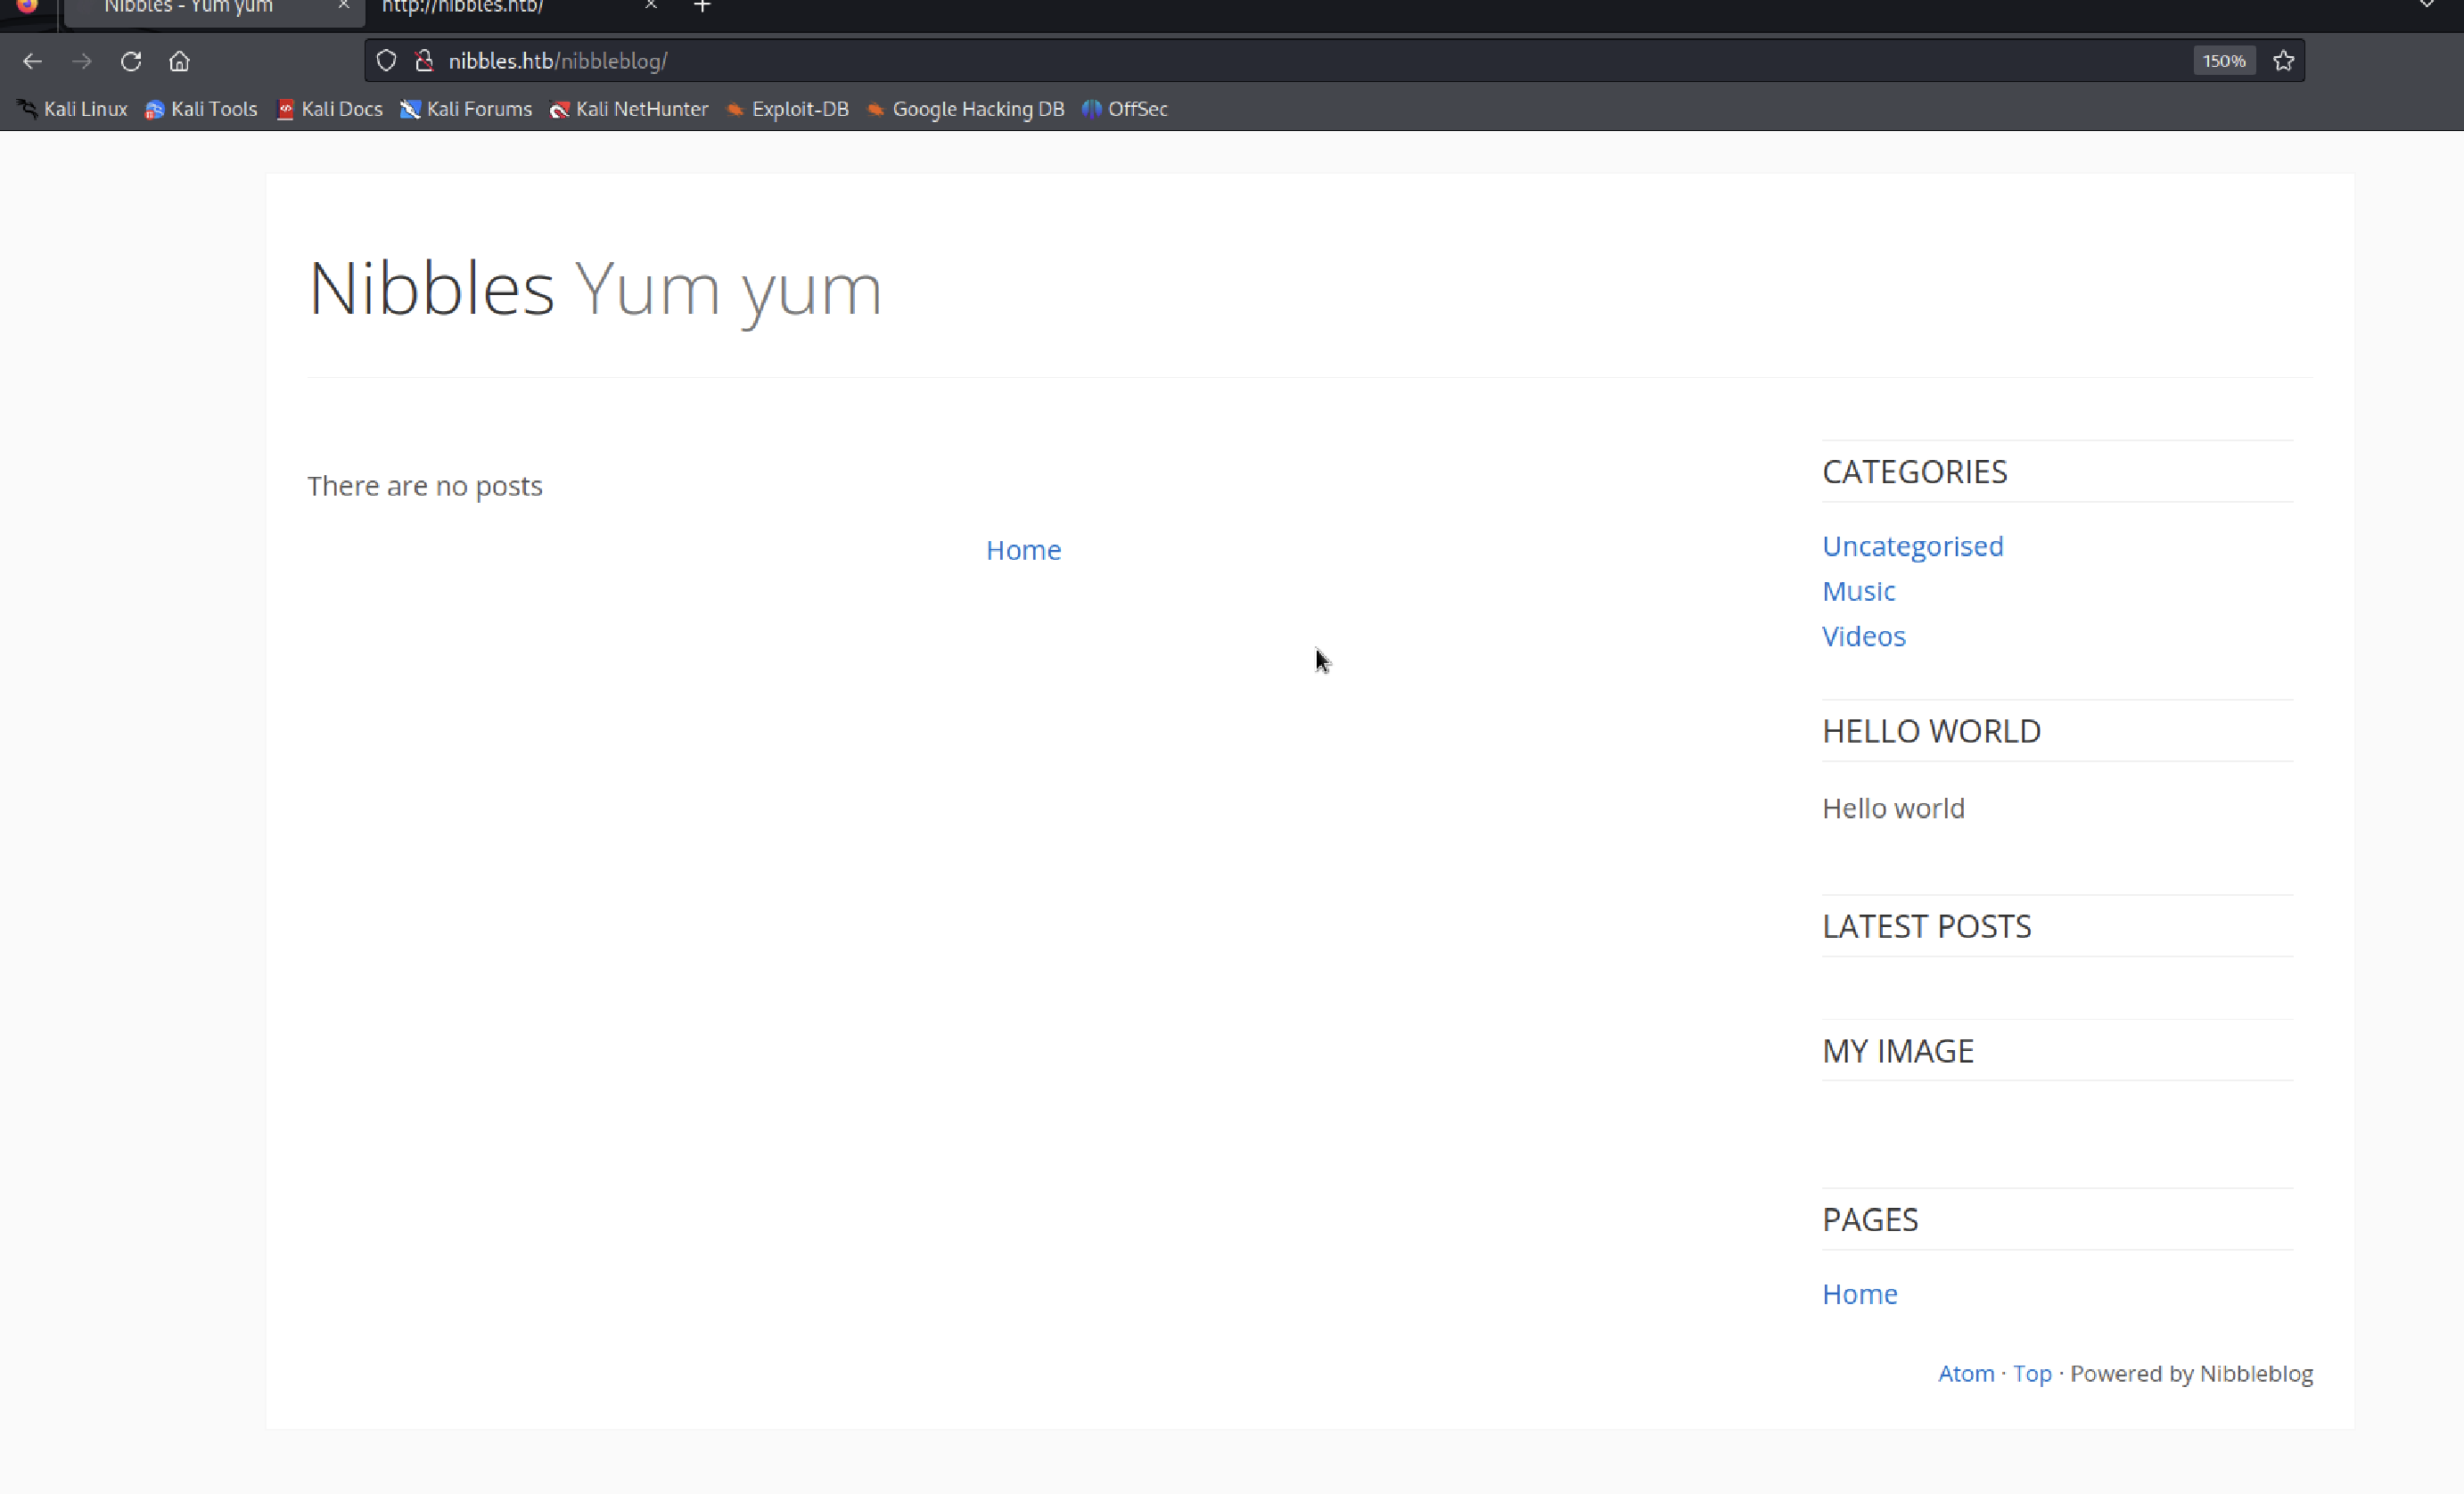 Nibbles - Yum yum
http://nibbles.htb/
nibbles.htb/nibbleblog/
150%
Kali Linux Kali Tools Kali Docs Kali Forums Kali NetHunter Exploit-DB Google Hacking DB OffSec
Nibbles Yum yum
There are no posts
Home
CATEGORIES
Uncategorised
Music
Videos
HELLO WORLD
Hello world
LATEST POSTS
MY IMAGE
PAGES
Home
Atom · Top · Powered by Nibbleblog